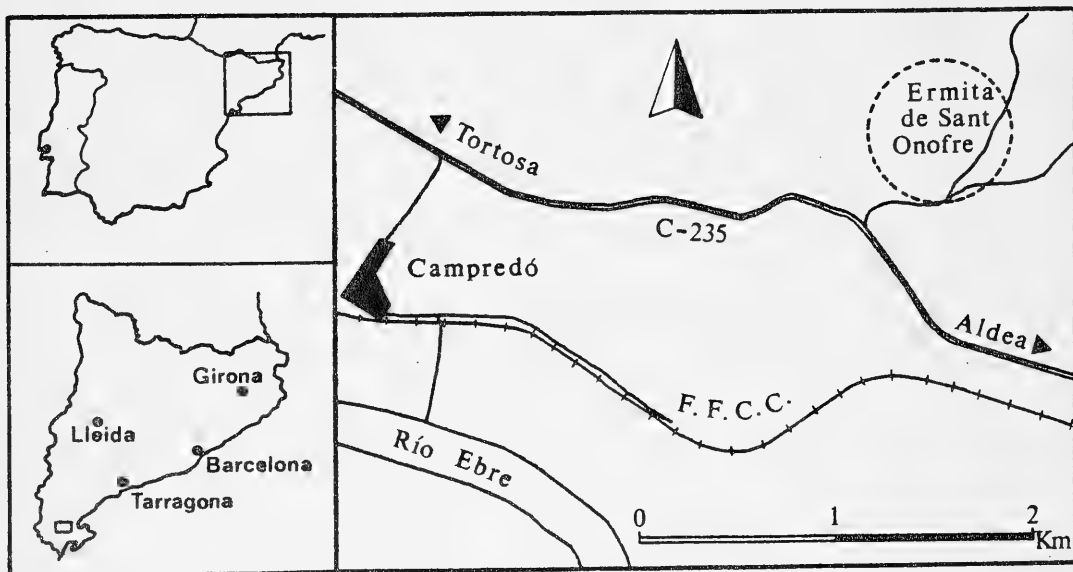 Ermita
de Sant
Onofre
Tortosa
C-235
Campredó
Aldea
F.F.C.C.
Río Ebre
0 1 2
Km
Girona
Lleida
Barcelona
Tarragona